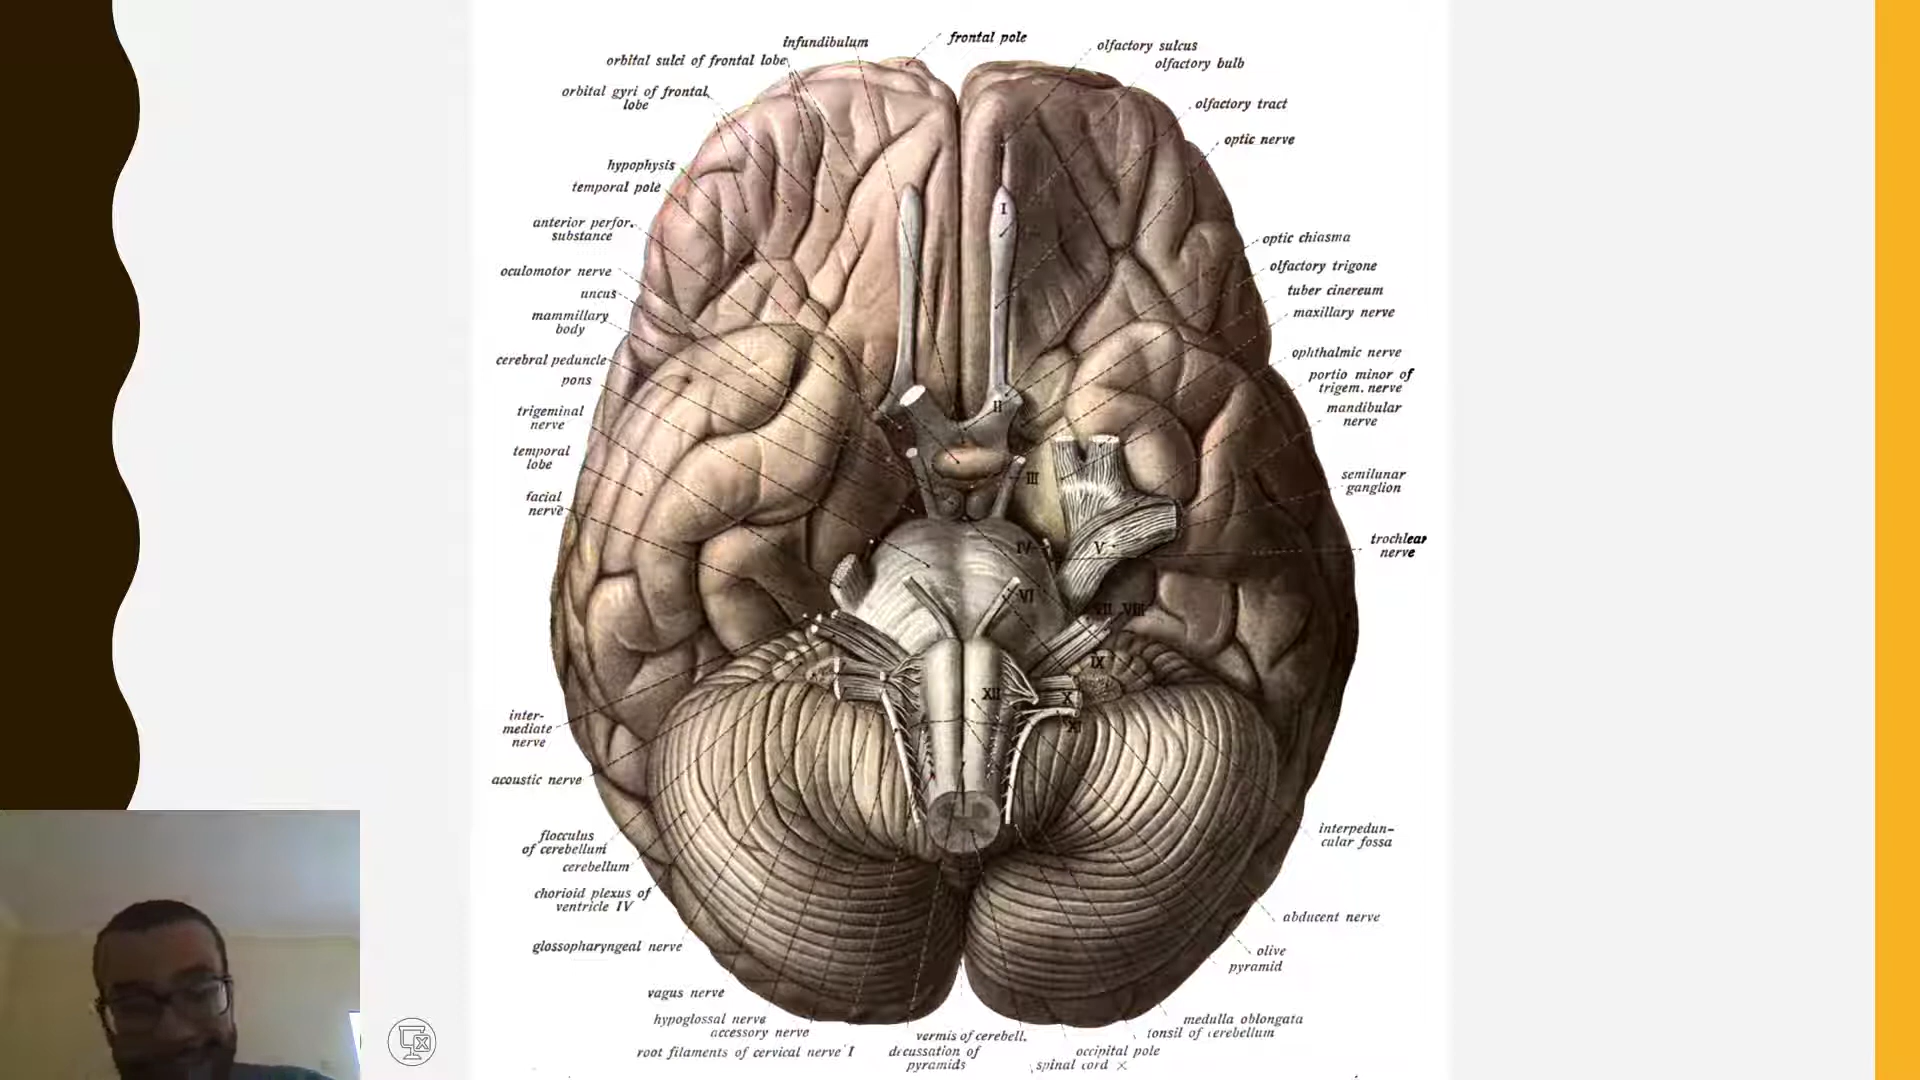 infundibulum
frontal pole
orbital sulci of frontal lobe
orbital gyri of frontal
lobe
hypophysis
temporal pole
anterior perfor.
substance
oculomotor nerve
uncus
mammillary
body
cerebral peduncle
pons
trigeminal
nerve
temporal
lobe
facial
nerve
inter-
mediate
nerve
acoustic nerve
flocculus
of cerebellum
cerebellum
chorioid plexus of
ventricle IV
glossopharyngeal nerve
vagus nerve
hypoglossal nerve
accessory nerve
root filaments of cervical nerve I
olfactory sulcus
olfactory bulb
olfactory tract
optic nerve
optic chiasma
olfactory trigone
tuber cinereum
maxillary nerve
ophthalmic nerve
portio minor of
trigem. nerve
mandibular
nerve
semilunar
ganglion
trochlear
nerve
interpedun-
cular fossa
abducent nerve
olive
pyramid
medulla oblongata
tonsil of cerebellum
occipital pole
spinal cord ×
vermis of cerebell.
decussation of
pyramids
I
II
III
IV
V
VI
VII VIII
IX
X
XI
XII